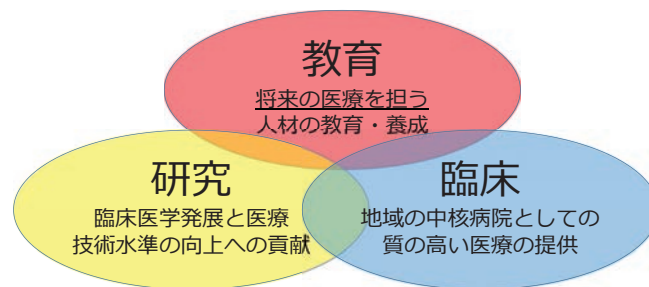 教育
将来の医療を担う
人材の教育・養成
研究
臨床医学発展と医療
技術水準の向上への貢献
臨床
地域の中核病院としての
質の高い医療の提供